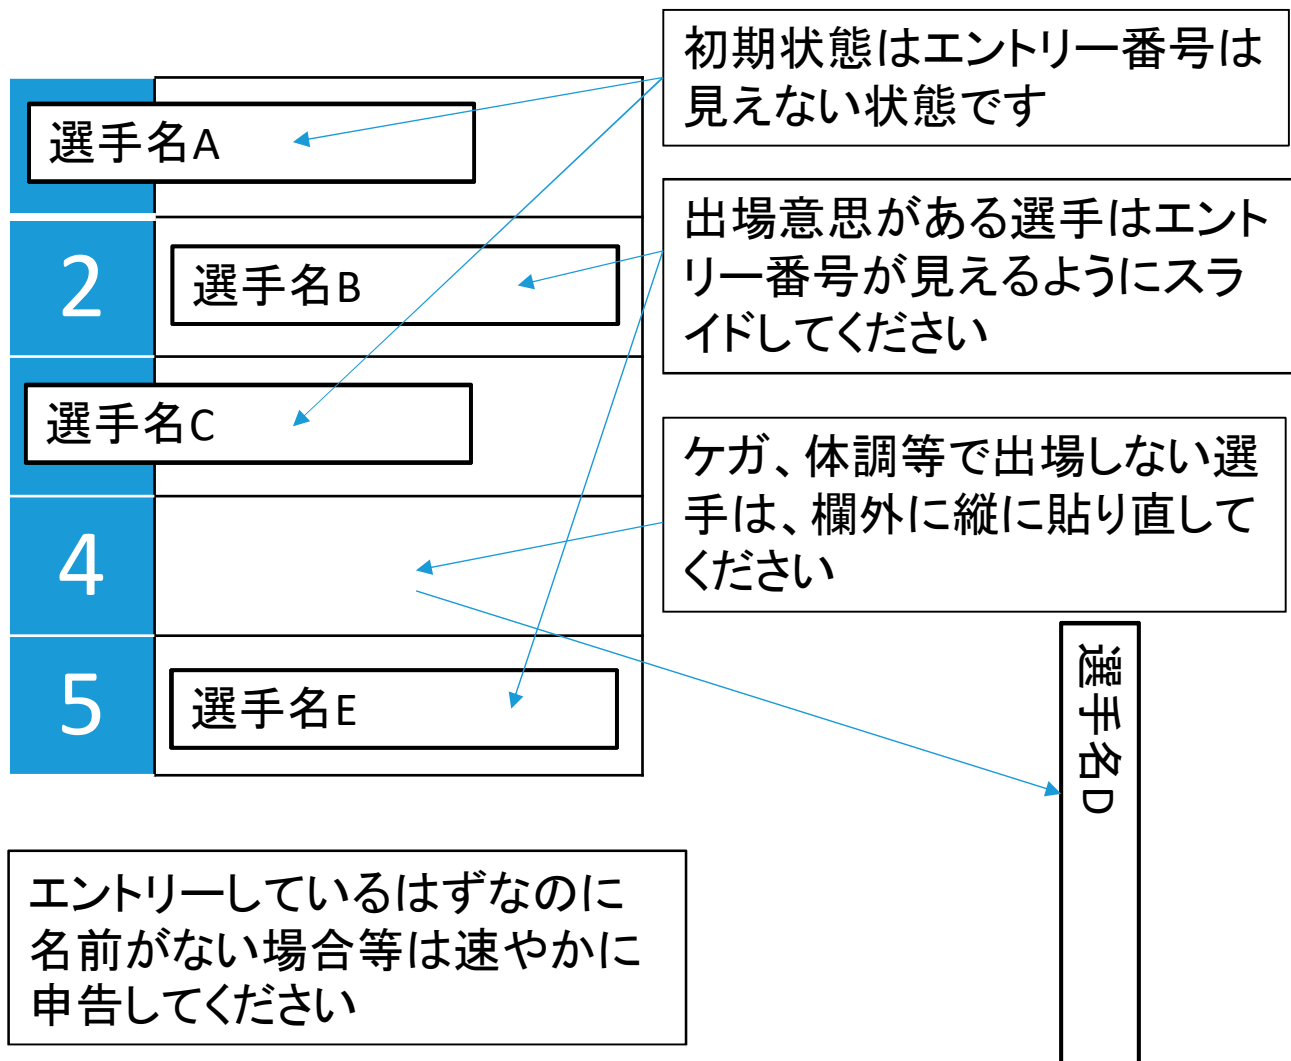 初期状態はエントリー番号は
見えない状態です
選手名A
出場意思がある選手はエント
リー番号が見えるようにスラ
イドしてください
2
選手名B
選手名C
ケガ、体調等で出場しない選
手は、欄外に縦に貼り直して
ください
4
5
選手名E
選手名D
エントリーしているはずなのに
名前がない場合等は速やかに
申告してください